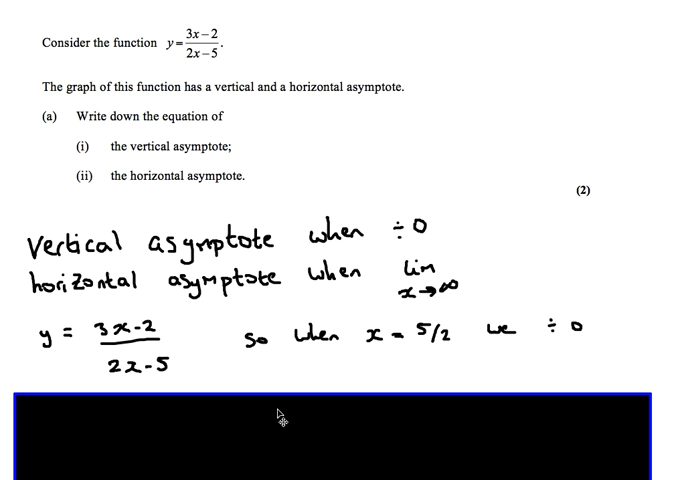 Consider the function y = (3x − 2)/(2x − 5).
The graph of this function has a vertical and a horizontal asymptote.
(a) Write down the equation of
(i) the vertical asymptote;
(ii) the horizontal asymptote.
(2)
Vertical asymptote when ÷ 0
horizontal asymptote when lim x → ∞
y = (3x - 2)/(2x - 5) so when x = 5/2 we ÷ 0